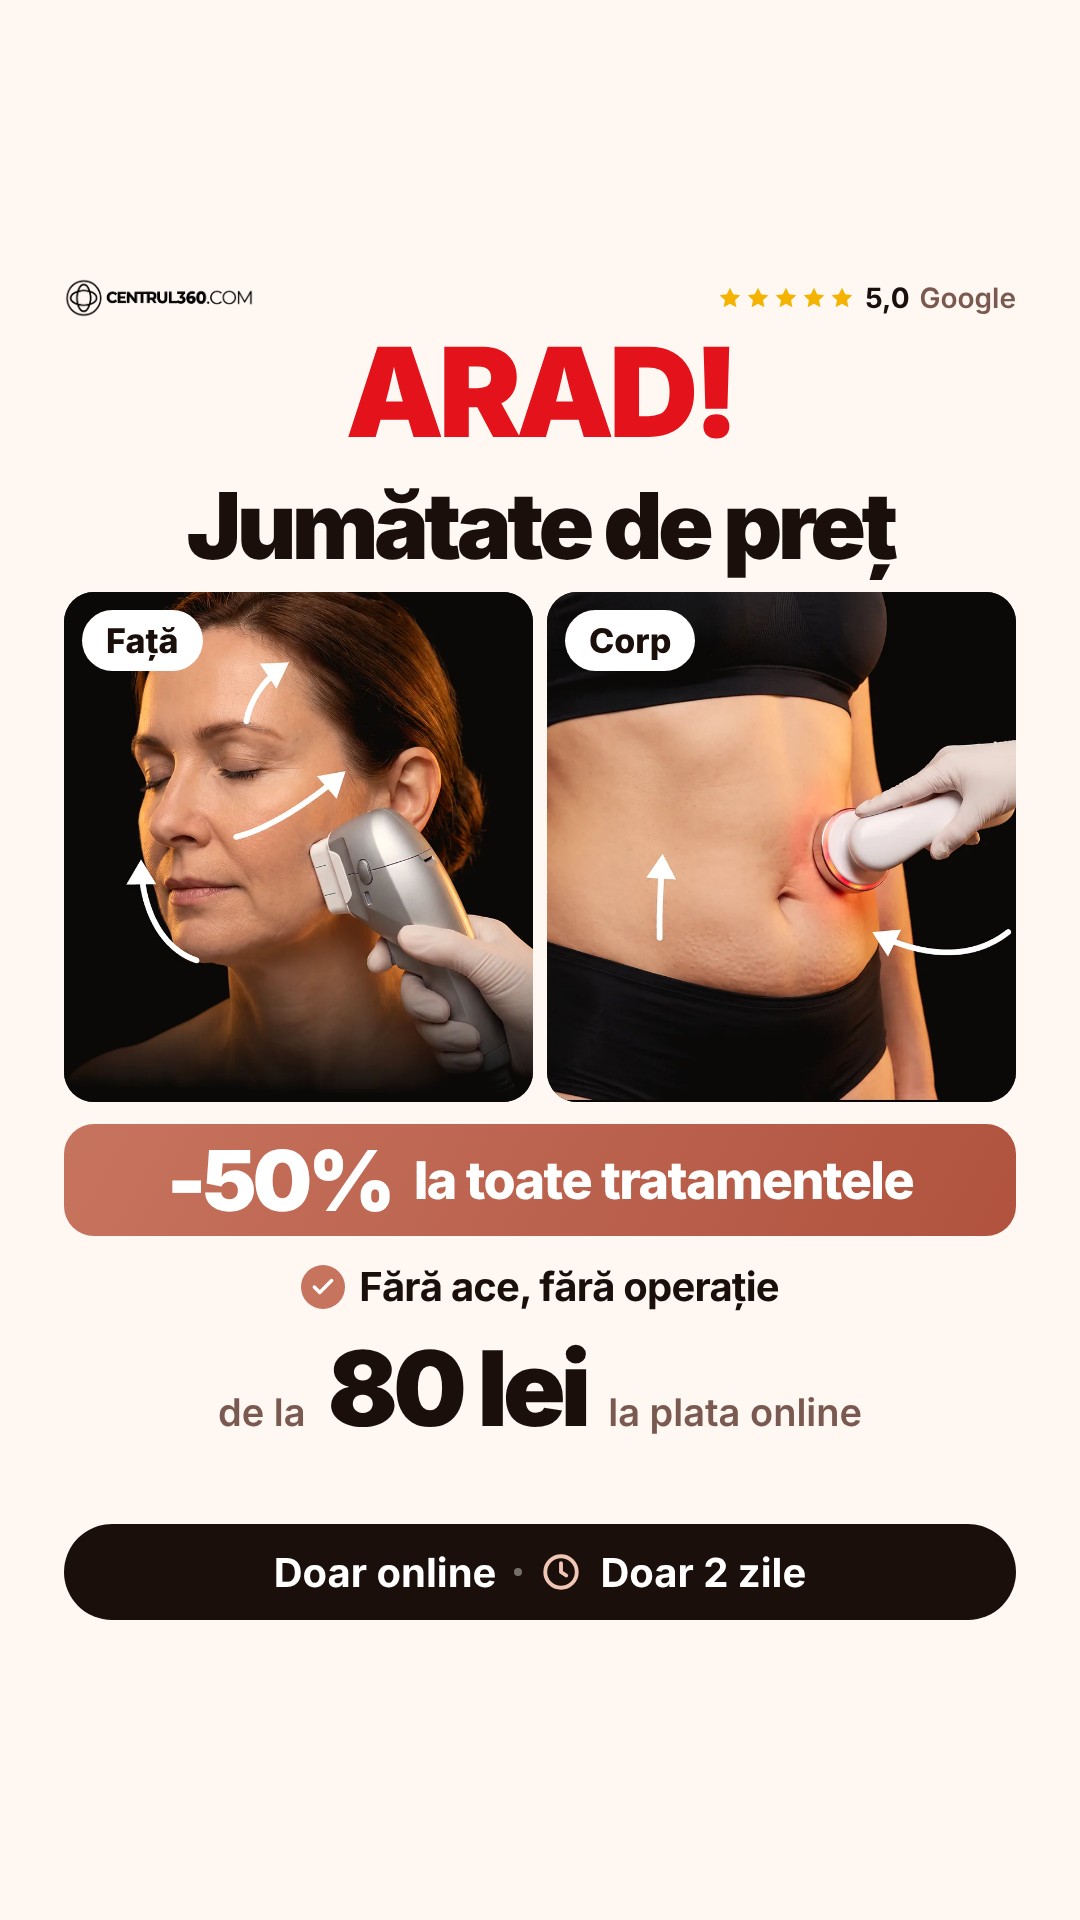 CENTRUL360.COM
5,0 Google
ARAD!
Jumătate de preț
Față
Corp
-50% la toate tratamentele
Fără ace, fără operație
de la 80 lei la plata online
Doar online • Doar 2 zile